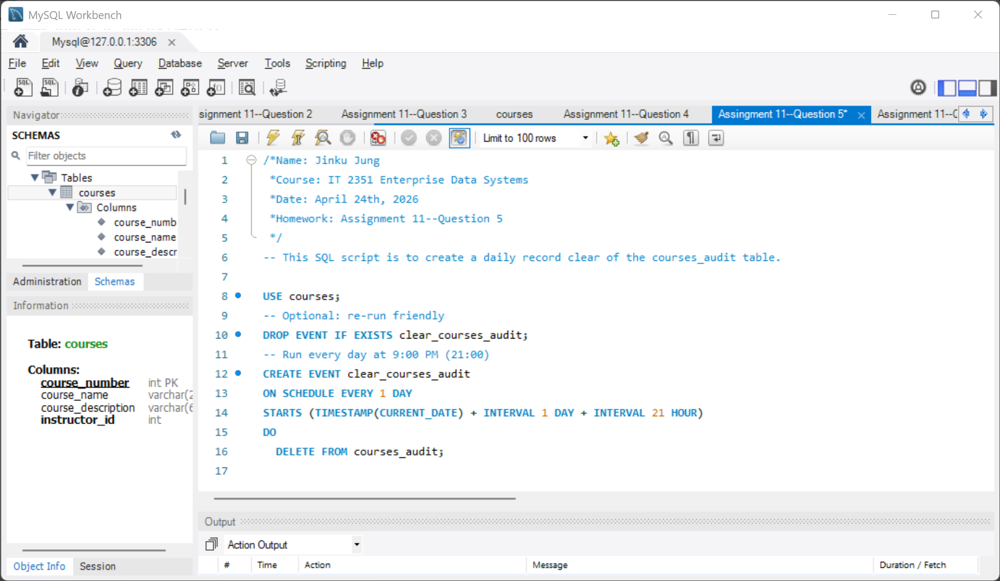 MySQL Workbench
Mysql@127.0.0.1:3306
File Edit View Query Database Server Tools Scripting Help
Navigator
SCHEMAS
Filter objects
Tables
courses
Columns
course_numb
course_name
course_descr
Administration Schemas
Information
Table: courses
Columns:
course_number int PK
course_name varchar(2
course_description varchar(6
instructor_id int
Object Info Session
signment 11--Question 2 Assignment 11--Question 3 courses Assignment 11--Question 4 Assingment 11--Question 5* Assignment 11--Q
Limit to 100 rows
1 /*Name: Jinku Jung
2 *Course: IT 2351 Enterprise Data Systems
3 *Date: April 24th, 2026
4 *Homework: Assignment 11--Question 5
5 */
6 -- This SQL script is to create a daily record clear of the courses_audit table.
7
8 USE courses;
9 -- Optional: re-run friendly
10 DROP EVENT IF EXISTS clear_courses_audit;
11 -- Run every day at 9:00 PM (21:00)
12 CREATE EVENT clear_courses_audit
13 ON SCHEDULE EVERY 1 DAY
14 STARTS (TIMESTAMP(CURRENT_DATE) + INTERVAL 1 DAY + INTERVAL 21 HOUR)
15 DO
16 DELETE FROM courses_audit;
17
Output
Action Output
# Time Action Message Duration / Fetch